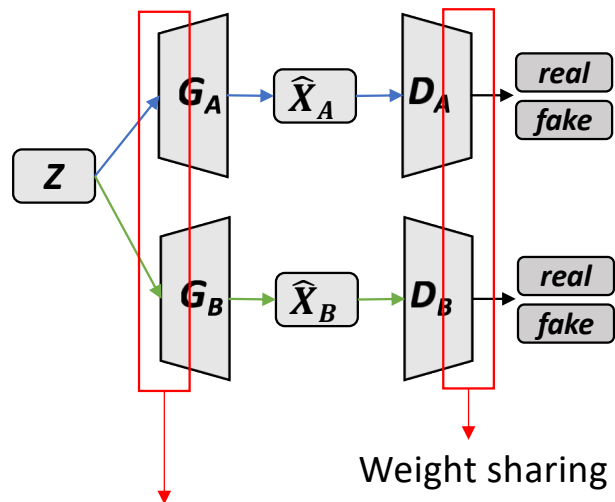 G_A
X̂_A
D_A
real
fake
Z
G_B
X̂_B
D_B
real
fake
Weight sharing